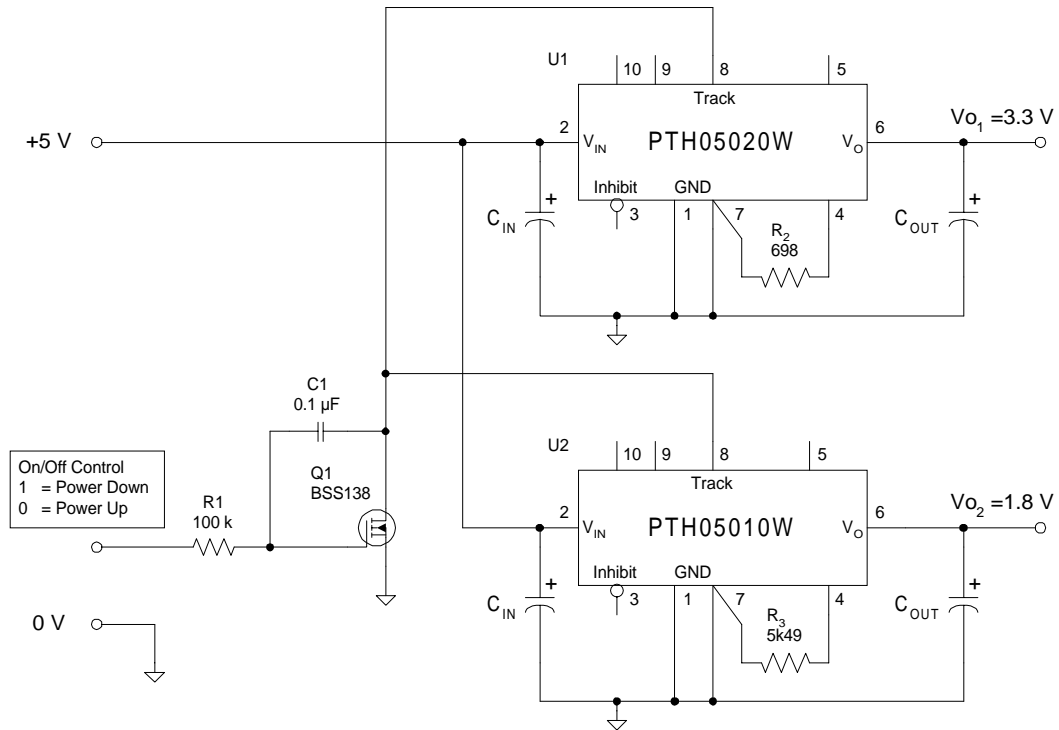 U1
10
9
8
5
Track
+5 V
2
V_IN
PTH05020W
V_O
6
Vo_1 =3.3 V
Inhibit
GND
3
1
7
4
C_IN
+
R_2
698
C_OUT
+
C1
0.1 µF
U2
10
9
8
5
Track
On/Off Control
1 = Power Down
0 = Power Up
R1
100 k
Q1
BSS138
2
V_IN
PTH05010W
V_O
6
Vo_2 =1.8 V
Inhibit
GND
3
1
7
4
C_IN
+
R_3
5k49
C_OUT
+
0 V